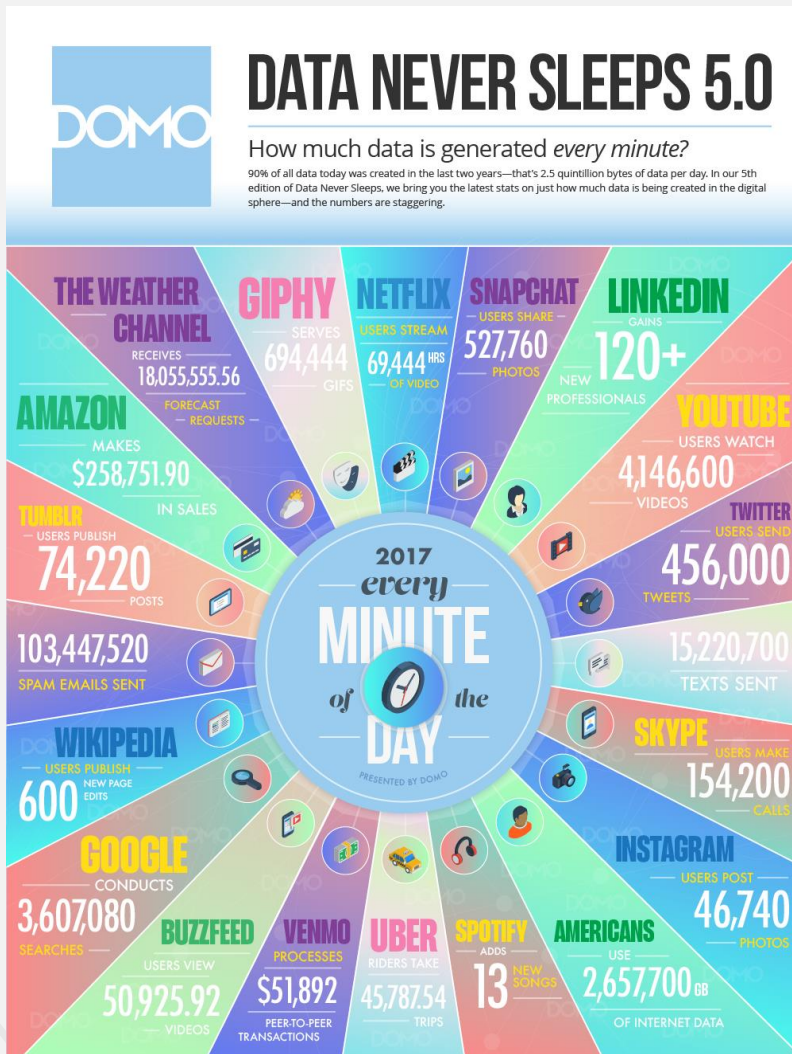 DOMO
DATA NEVER SLEEPS 5.0
How much data is generated every minute?
90% of all data today was created in the last two years—that's 2.5 quintillion bytes of data per day. In our 5th
edition of Data Never Sleeps, we bring you the latest stats on just how much data is being created in the digital
sphere—and the numbers are staggering.
THE WEATHER
CHANNEL
RECEIVES
18,055,555.56
FORECAST
REQUESTS
GIPHY
SERVES
694,444
GIFS
NETFLIX
USERS STREAM
69,444 HRS
OF VIDEO
SNAPCHAT
USERS SHARE
527,760
PHOTOS
LINKEDIN
GAINS
120+
NEW
PROFESSIONALS
YOUTUBE
USERS WATCH
4,146,600
VIDEOS
TWITTER
USERS SEND
456,000
TWEETS
15,220,700
TEXTS SENT
SKYPE
USERS MAKE
154,200
CALLS
INSTAGRAM
USERS POST
46,740
PHOTOS
AMERICANS
USE
2,657,700 GB
OF INTERNET DATA
SPOTIFY
ADDS
13 NEW
SONGS
UBER
RIDERS TAKE
45,787.54
TRIPS
VENMO
PROCESSES
$51,892
PEER-TO-PEER
TRANSACTIONS
BUZZFEED
USERS VIEW
50,925.92
VIDEOS
GOOGLE
CONDUCTS
3,607,080
SEARCHES
WIKIPEDIA
USERS PUBLISH
600 NEW PAGE
EDITS
103,447,520
SPAM EMAILS SENT
TUMBLR
USERS PUBLISH
74,220
POSTS
AMAZON
MAKES
$258,751.90
IN SALES
2017
every
MINUTE
of the
DAY
PRESENTED BY DOMO